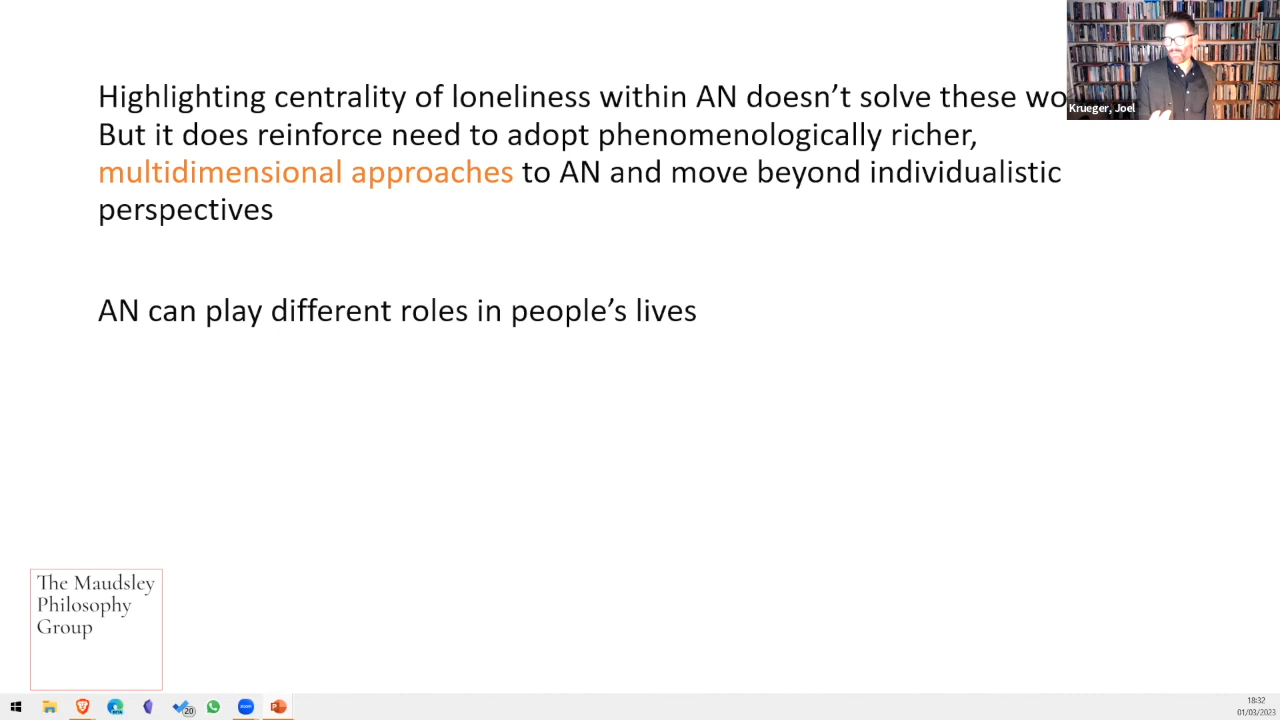 Highlighting centrality of loneliness within AN doesn’t solve these
But it does reinforce need to adopt phenomenologically richer,
multidimensional approaches to AN and move beyond individualistic
perspectives
AN can play different roles in people’s lives
Krueger, Joel
The Maudsley
Philosophy
Group
20
zoom
18:32
01/03/2023